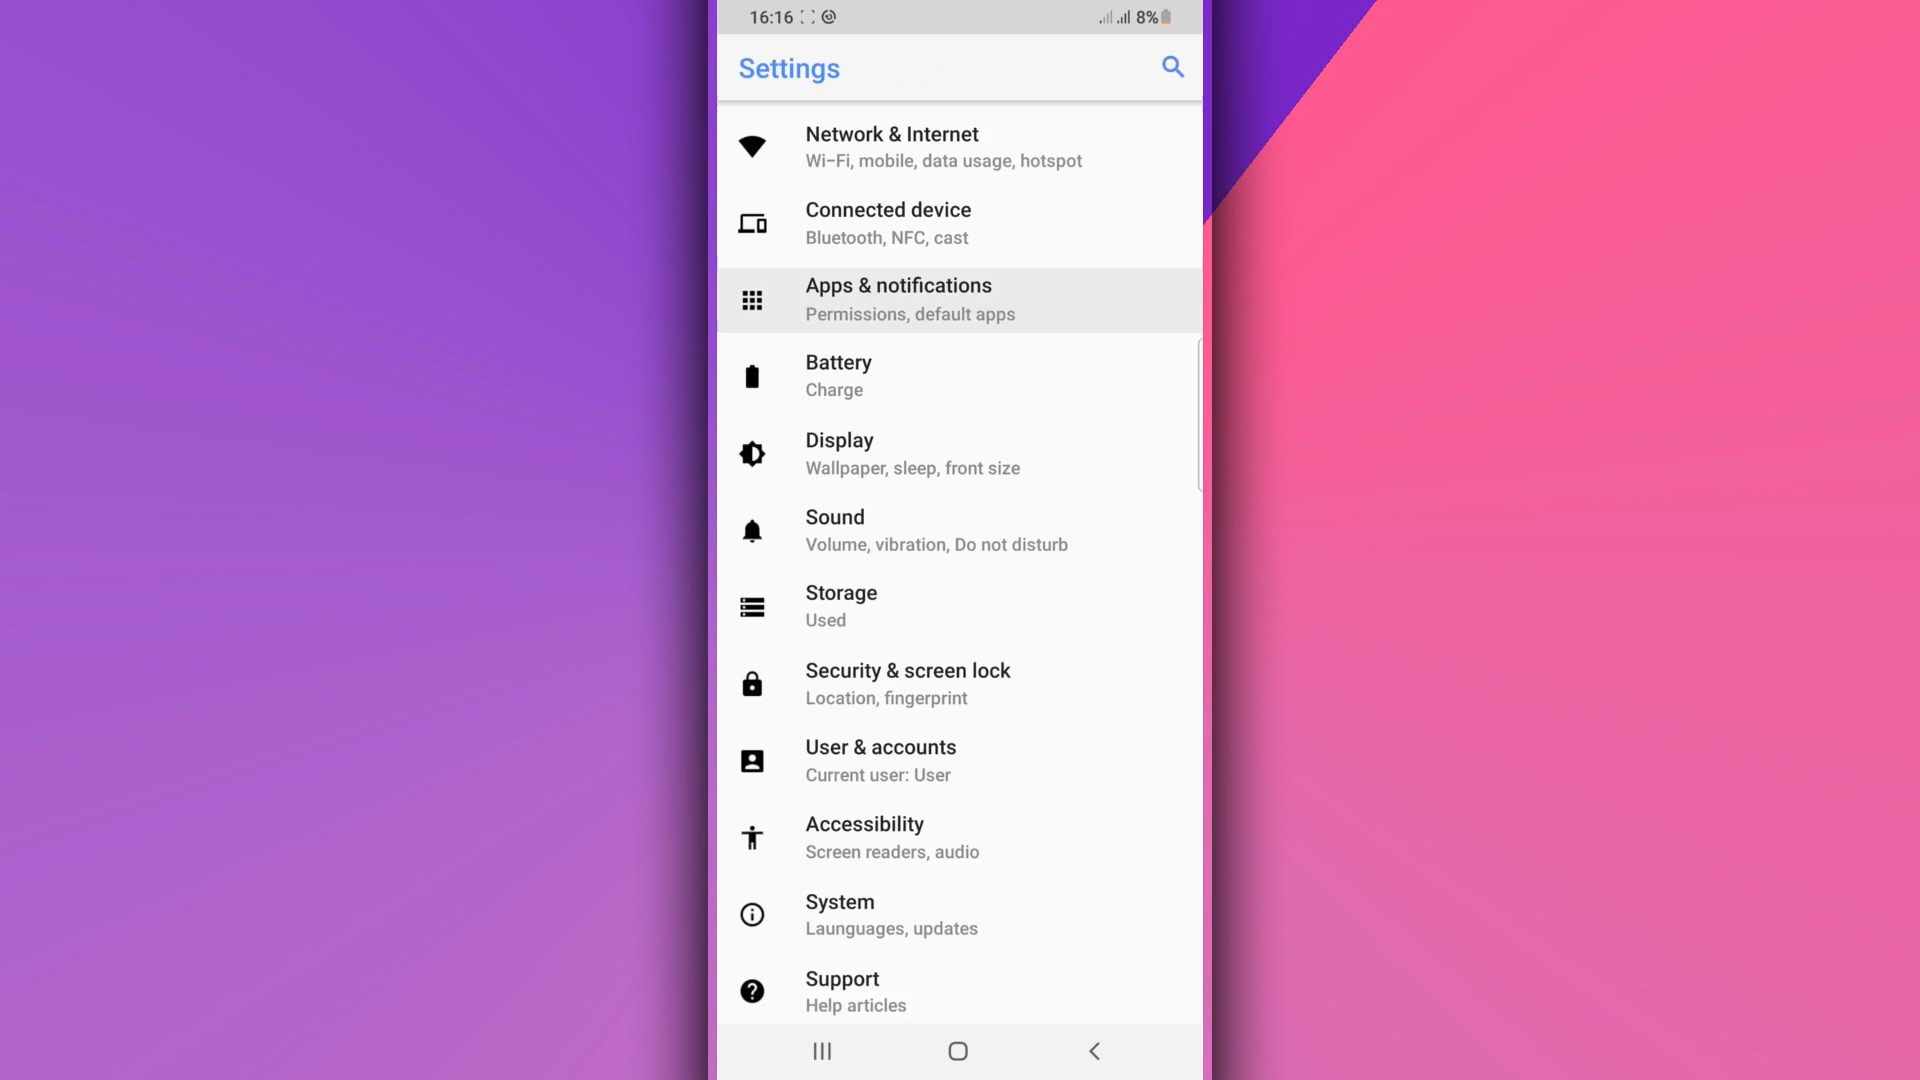 16:16 8%
Settings
Network & Internet
Wi-Fi, mobile, data usage, hotspot
Connected device
Bluetooth, NFC, cast
Apps & notifications
Permissions, default apps
Battery
Charge
Display
Wallpaper, sleep, front size
Sound
Volume, vibration, Do not disturb
Storage
Used
Security & screen lock
Location, fingerprint
User & accounts
Current user: User
Accessibility
Screen readers, audio
System
Launguages, updates
Support
Help articles